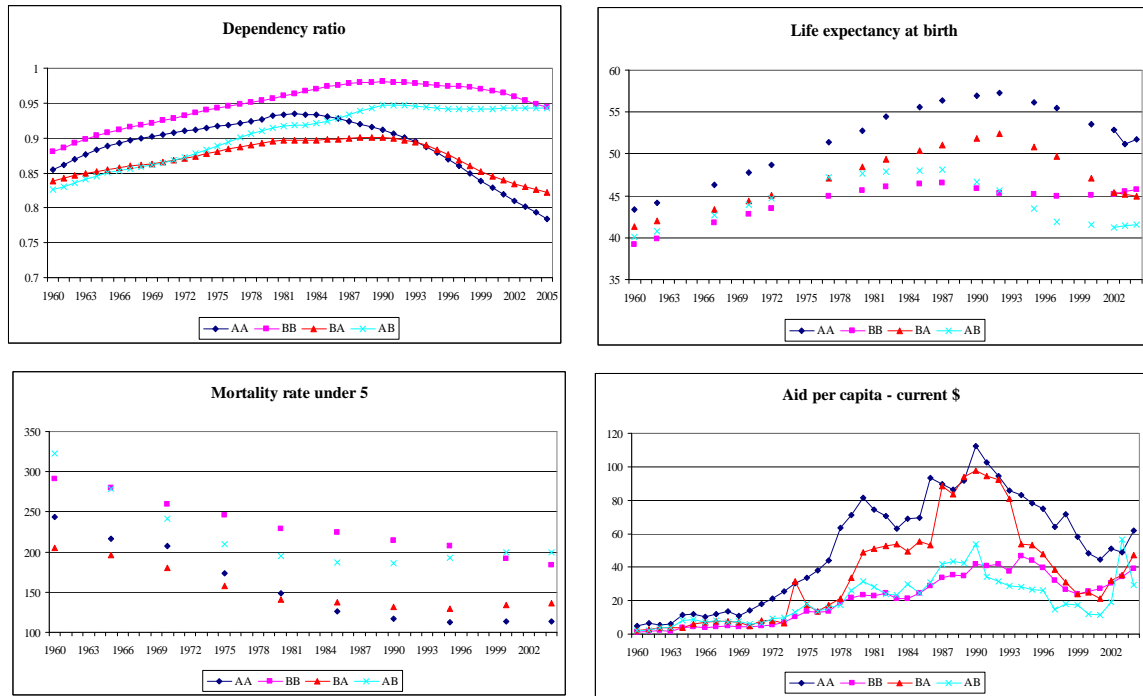 Dependency ratio
1
0.95
0.9
0.85
0.8
0.75
0.7
1960 1963 1966 1969 1972 1975 1978 1981 1984 1987 1990 1993 1996 1999 2002 2005
AA BB BA AB
Life expectancy at birth
60
55
50
45
40
35
1960 1963 1966 1969 1972 1975 1978 1981 1984 1987 1990 1993 1996 1999 2002
AA BB BA AB
Mortality rate under 5
350
300
250
200
150
100
1960 1963 1966 1969 1972 1975 1978 1981 1984 1987 1990 1993 1996 1999 2002
AA BB BA AB
Aid per capita - current $
120
100
80
60
40
20
0
1960 1963 1966 1969 1972 1975 1978 1981 1984 1987 1990 1993 1996 1999 2002
AA BB BA AB